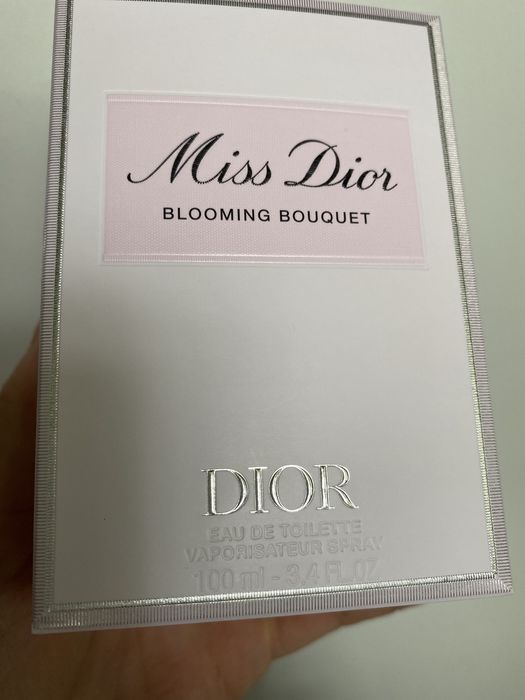 Miss Dior
BLOOMING BOUQUET
DIOR
EAU DE TOILETTE
VAPORISATEUR SPRAY
100 ml - 3.4 FL.OZ